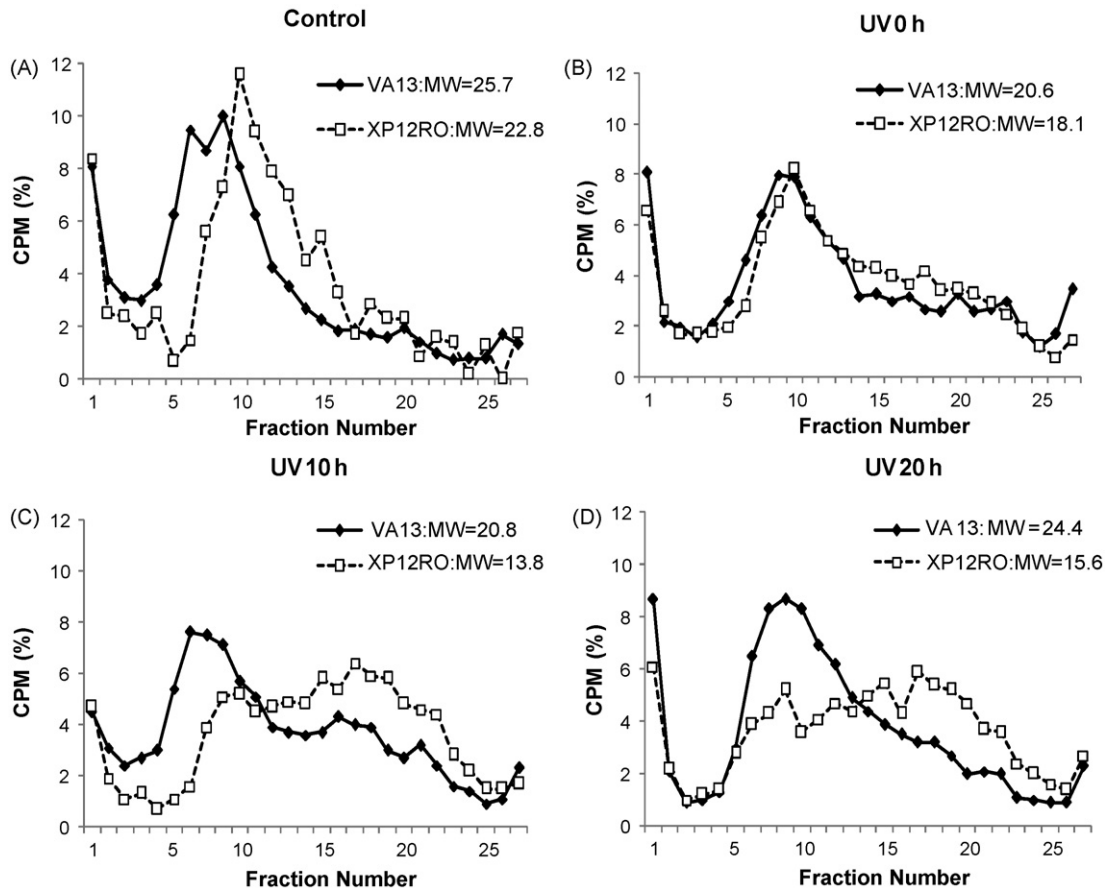 Control
(A)
VA13:MW=25.7
XP12RO:MW=22.8
CPM (%)
12
10
8
6
4
2
0
1
5
10
15
20
25
Fraction Number
UV0 h
(B)
VA13:MW=20.6
XP12RO:MW=18.1
CPM (%)
12
10
8
6
4
2
0
1
5
10
15
20
25
Fraction Number
UV 10 h
(C)
VA13:MW=20.8
XP12RO:MW=13.8
CPM (%)
12
10
8
6
4
2
0
1
5
10
15
20
25
Fraction Number
UV 20 h
(D)
VA13:MW=24.4
XP12RO:MW=15.6
CPM (%)
12
10
8
6
4
2
0
1
5
10
15
20
25
Fraction Number